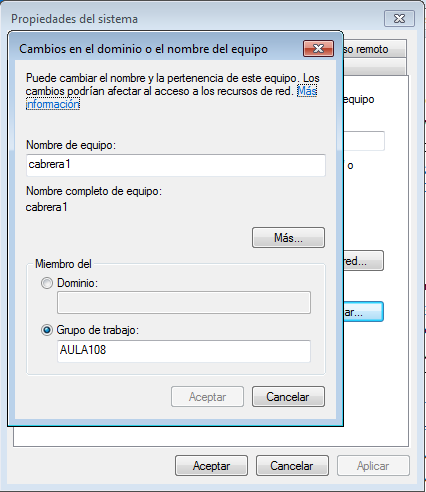 Propiedades del sistema
Cambios en el dominio o el nombre del equipo
so remoto
Puede cambiar el nombre y la pertenencia de este equipo. Los
cambios podrían afectar al acceso a los recursos de red. Más
información
equipo
Nombre de equipo:
cabrera1
o
Nombre completo de equipo:
cabrera1
Más...
red...
Miembro del
Dominio:
ar...
Grupo de trabajo:
AULA108
Aceptar
Cancelar
Aceptar
Cancelar
Aplicar